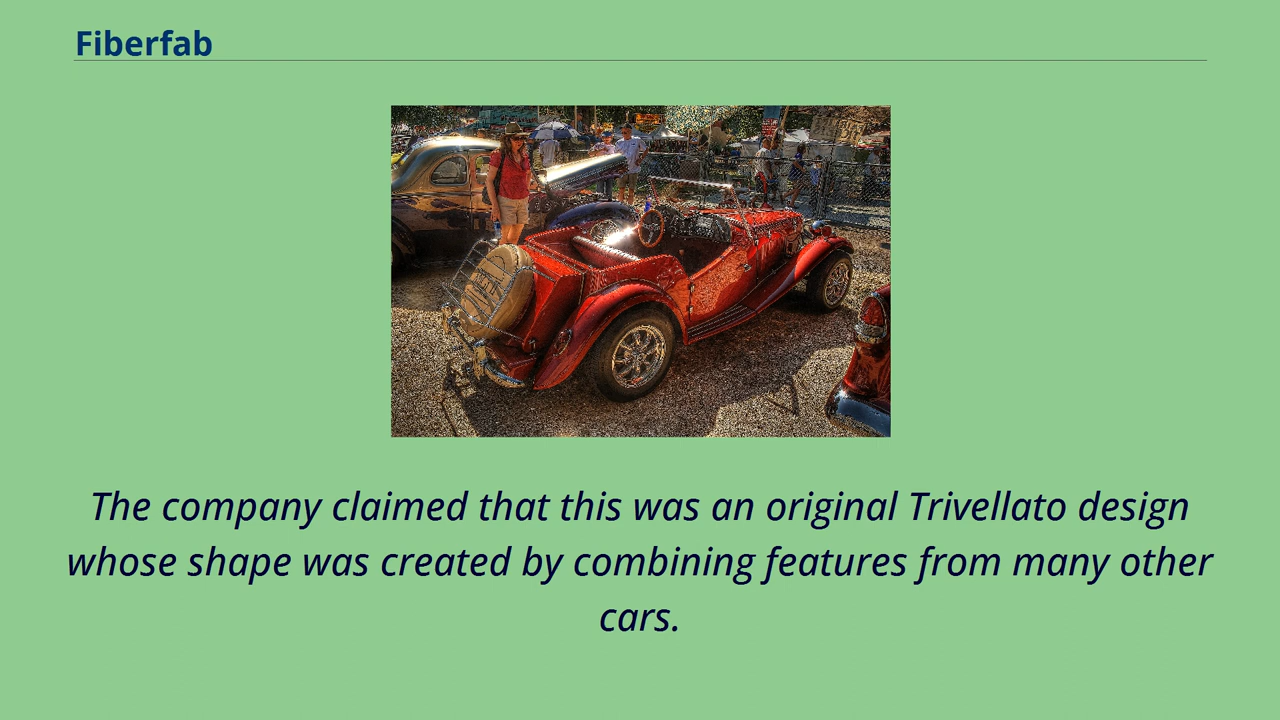 Fiberfab
The company claimed that this was an original Trivellato design
whose shape was created by combining features from many other
cars.